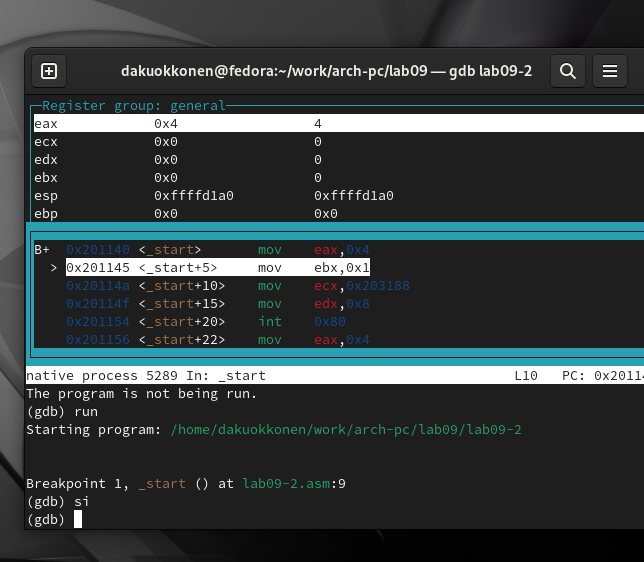 dakuokkonen@fedora:~/work/arch-pc/lab09 — gdb lab09-2
Register group: general
eax 0x4 4
ecx 0x0 0
edx 0x0 0
ebx 0x0 0
esp 0xffffd1a0 0xffffd1a0
ebp 0x0 0x0
B+ 0x201140 <_start> mov eax,0x4
> 0x201145 <_start+5> mov ebx,0x1
0x20114a <_start+10> mov ecx,0x203188
0x20114f <_start+15> mov edx,0x8
0x201154 <_start+20> int 0x80
0x201156 <_start+22> mov eax,0x4
native process 5289 In: _start L10 PC: 0x2011
The program is not being run.
(gdb) run
Starting program: /home/dakuokkonen/work/arch-pc/lab09/lab09-2
Breakpoint 1, _start () at lab09-2.asm:9
(gdb) si
(gdb)